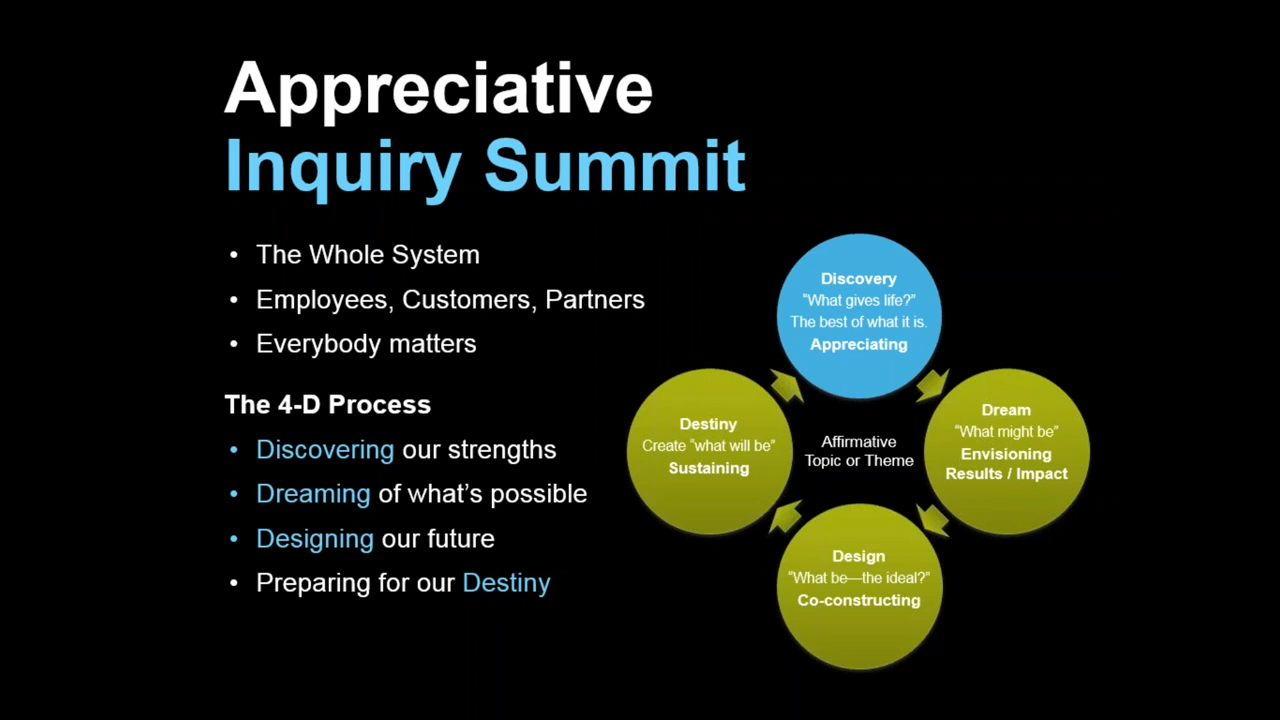 Appreciative
Inquiry Summit
• The Whole System
• Employees, Customers, Partners
• Everybody matters
The 4-D Process
• Discovering our strengths
• Dreaming of what’s possible
• Designing our future
• Preparing for our Destiny
Discovery
“What gives life?”
The best of what it is.
Appreciating
Dream
“What might be”
Envisioning
Results / Impact
Design
“What be—the ideal?”
Co-constructing
Destiny
Create “what will be”
Sustaining
Affirmative
Topic or Theme